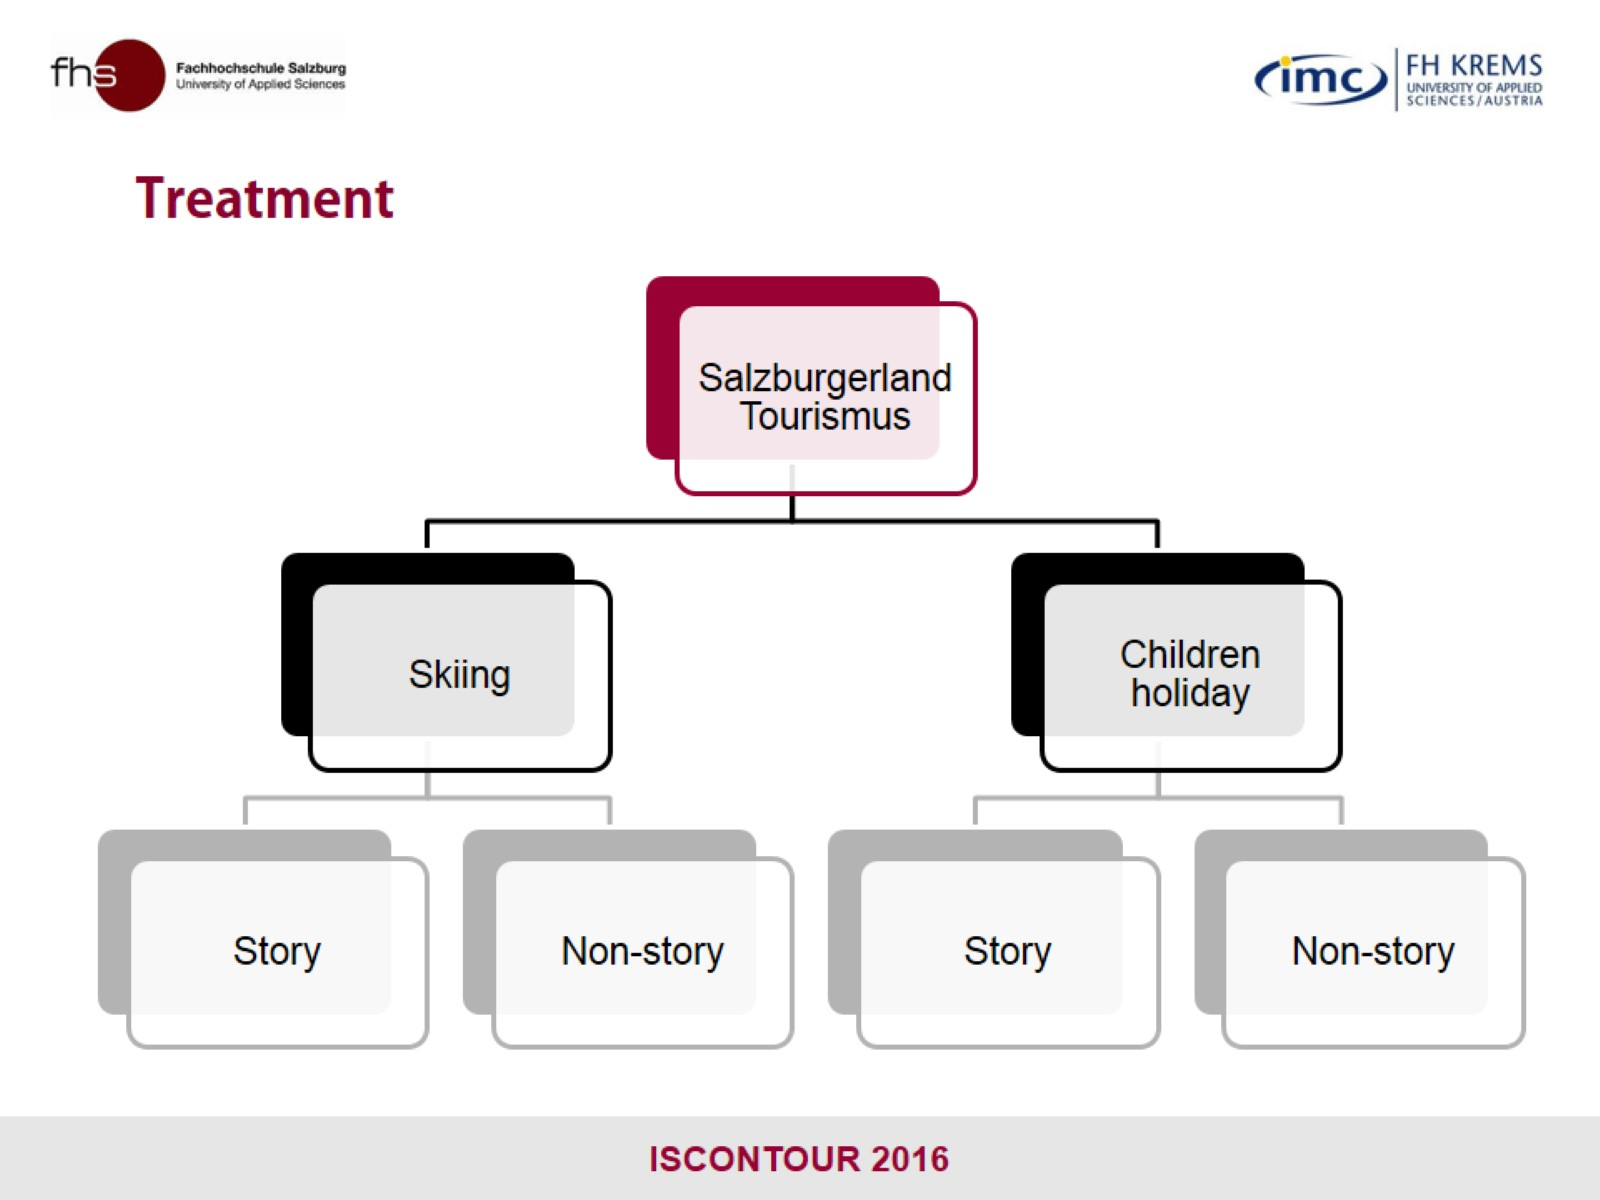 fhs
Fachhochschule Salzburg
University of Applied Sciences
imc
FH KREMS
UNIVERSITY OF APPLIED
SCIENCES/AUSTRIA
Treatment
Salzburgerland
Tourismus
Skiing
Children
holiday
Story
Non-story
Story
Non-story
ISCONTOUR 2016